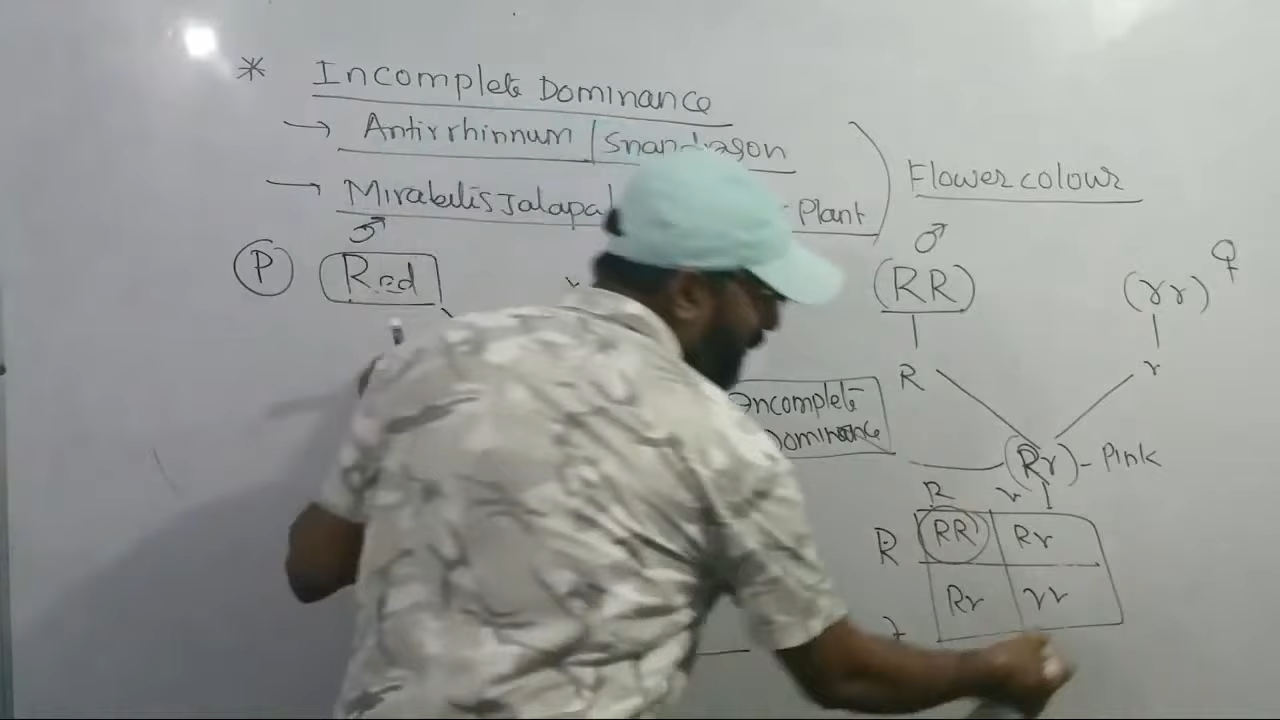 * Incomplete Dominance
→ Antirrhinnum / Snandragon
→ Mirabilis Jalapa
Plant
Flower colour
♂
♂
♀
P
Red
(RR)
(rr)
R
r
Incomplete
Dominance
(Rr) - Pink
R r
R RR Rr
Rr rr